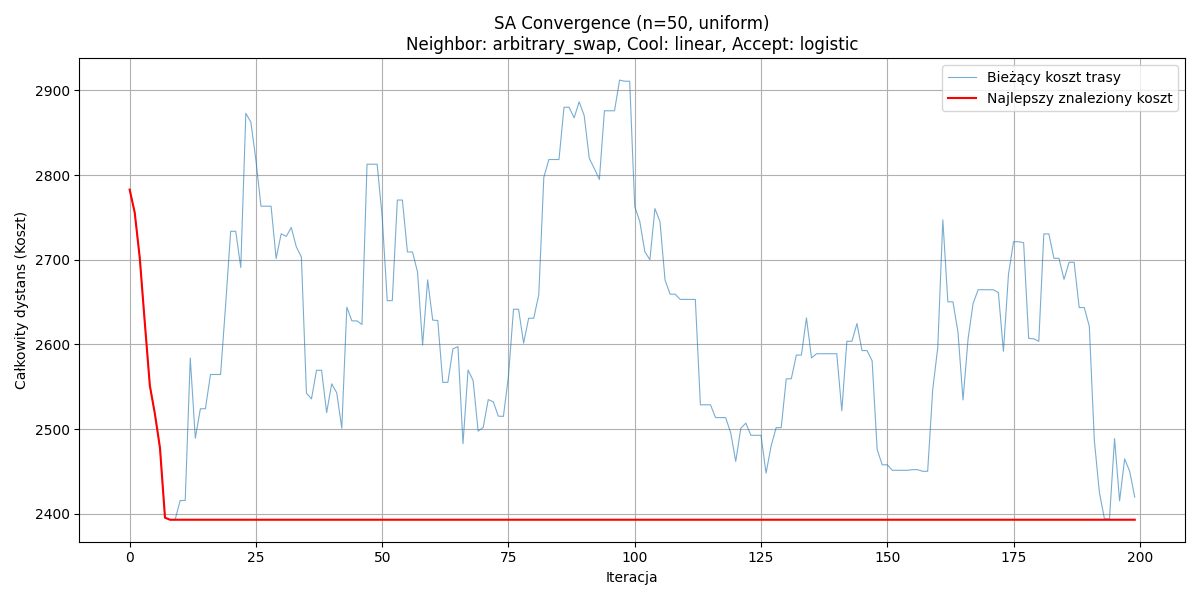 SA Convergence (n=50, uniform)
Neighbor: arbitrary_swap, Cool: linear, Accept: logistic
Bieżący koszt trasy
Najlepszy znaleziony koszt
Całkowity dystans (Koszt)
2900
2800
2700
2600
2500
2400
0 25 50 75 100 125 150 175 200
Iteracja